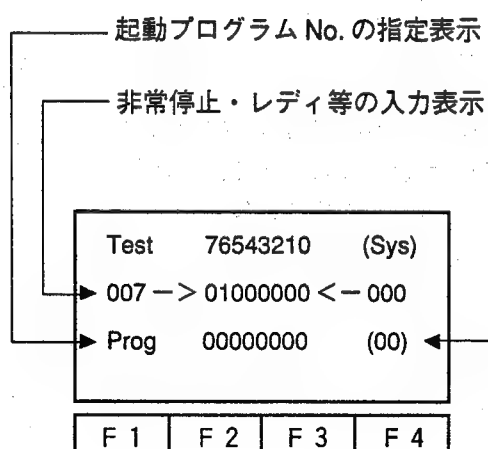 起動プログラム No. の指定表示
非常停止・レディ等の入力表示
Test 76543210 (Sys)
007 −> 01000000 <− 000
Prog 00000000 (00)
F 1 F 2 F 3 F 4